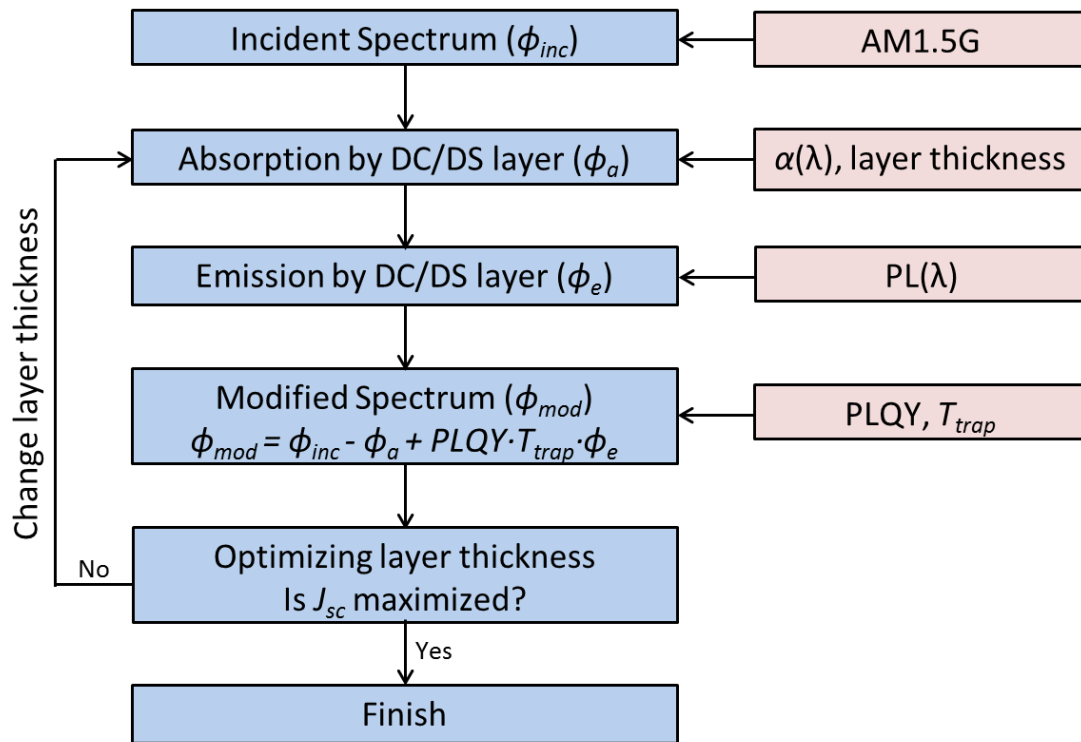 Incident Spectrum (ϕinc)
AM1.5G
Absorption by DC/DS layer (ϕa)
α(λ), layer thickness
Emission by DC/DS layer (ϕe)
PL(λ)
Modified Spectrum (ϕmod)
ϕmod = ϕinc - ϕa + PLQY·Ttrap·ϕe
PLQY, Ttrap
Change layer thickness
Optimizing layer thickness
Is Jsc maximized?
No
Yes
Finish